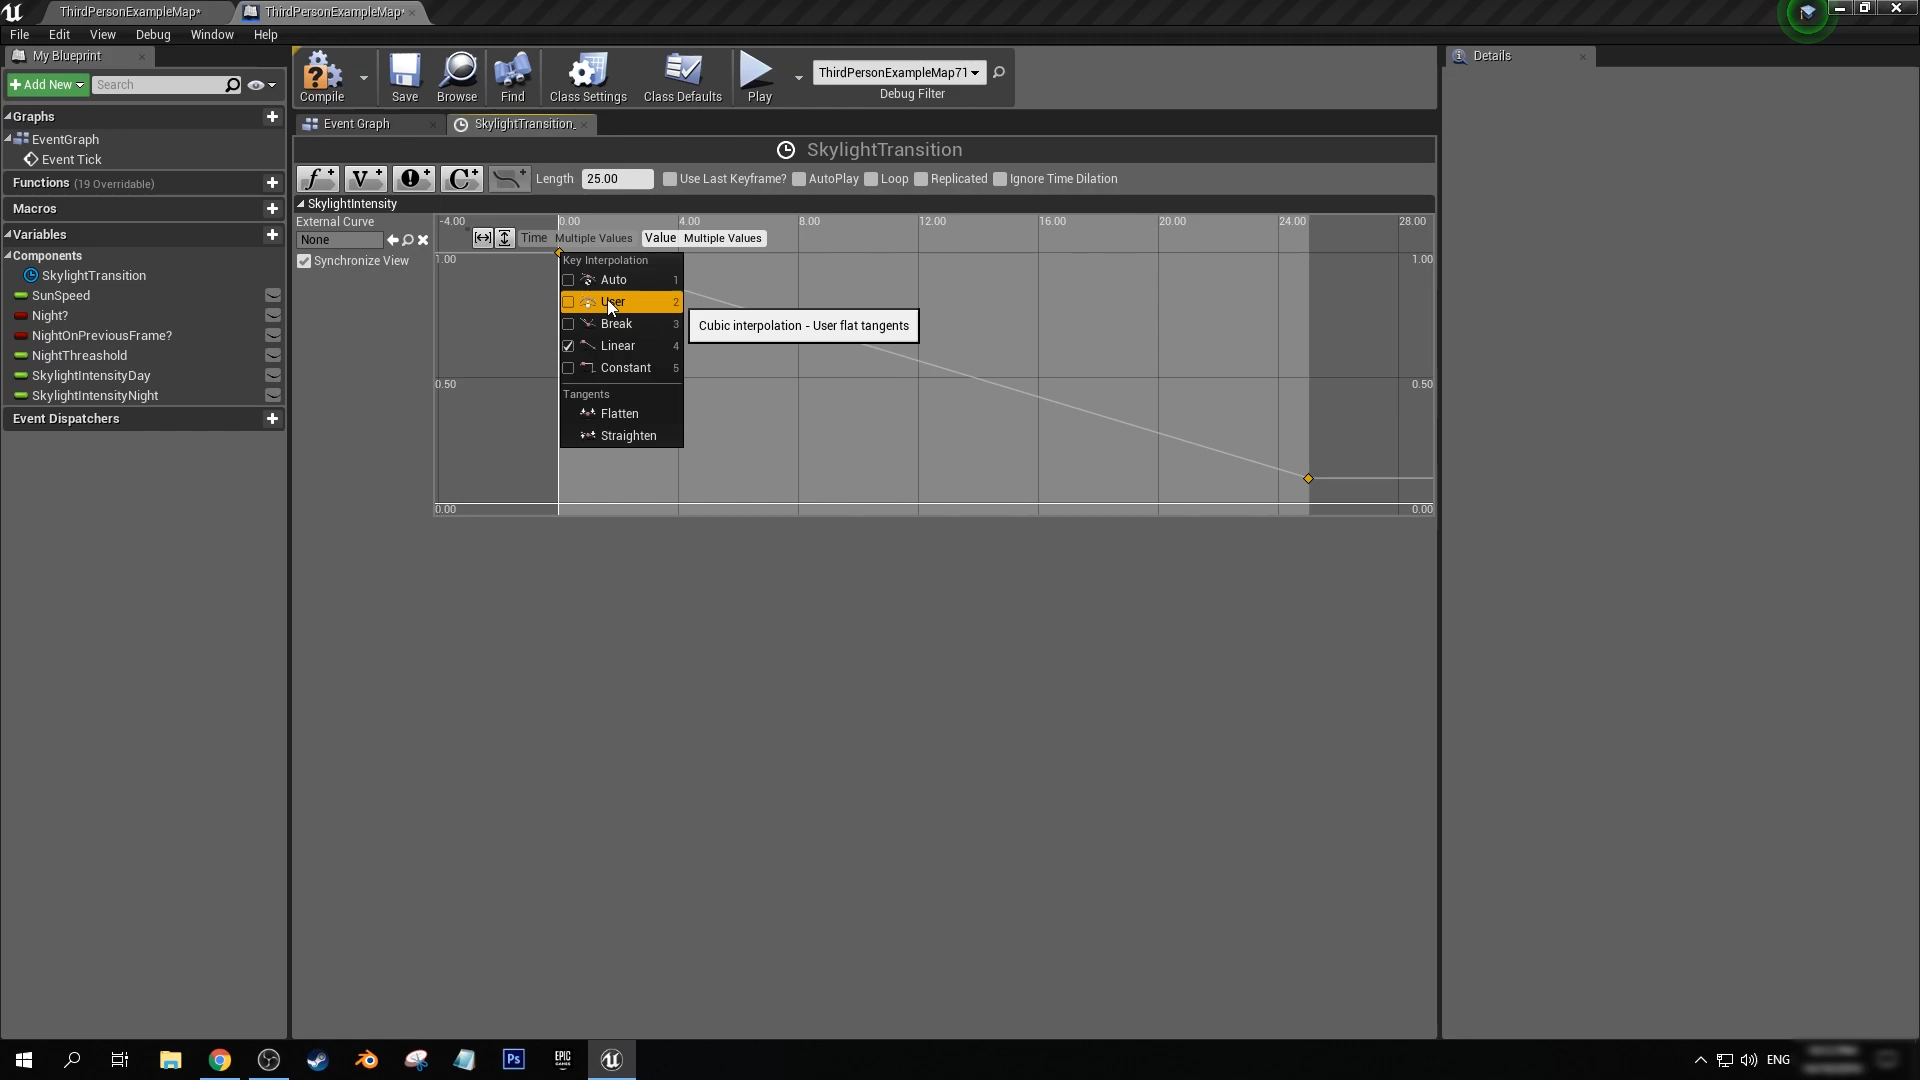 ThirdPersonExampleMap*
ThirdPersonExampleMap*
File Edit View Debug Window Help
My Blueprint
Add New
Search
Graphs
EventGraph
Event Tick
Functions (19 Overridable)
Macros
Variables
Components
SkylightTransition
SunSpeed
Night?
NightOnPreviousFrame?
NightThreashold
SkylightIntensityDay
SkylightIntensityNight
Event Dispatchers
Compile Save Browse Find Class Settings Class Defaults Play
ThirdPersonExampleMap71
Debug Filter
Event Graph
SkylightTransition_
SkylightTransition
Length 25.00 Use Last Keyframe? AutoPlay Loop Replicated Ignore Time Dilation
SkylightIntensity
External Curve
None
Synchronize View
-4.00 0.00 4.00 8.00 12.00 16.00 20.00 24.00 28.00
Time Multiple Values Value Multiple Values
1.00 1.00
0.50 0.50
0.00 0.00
Key Interpolation
Auto 1
User 2
Break 3
Linear 4
Constant 5
Tangents
Flatten
Straighten
Cubic interpolation - User flat tangents
Details
Ps
EPIC
GAMES
ENG